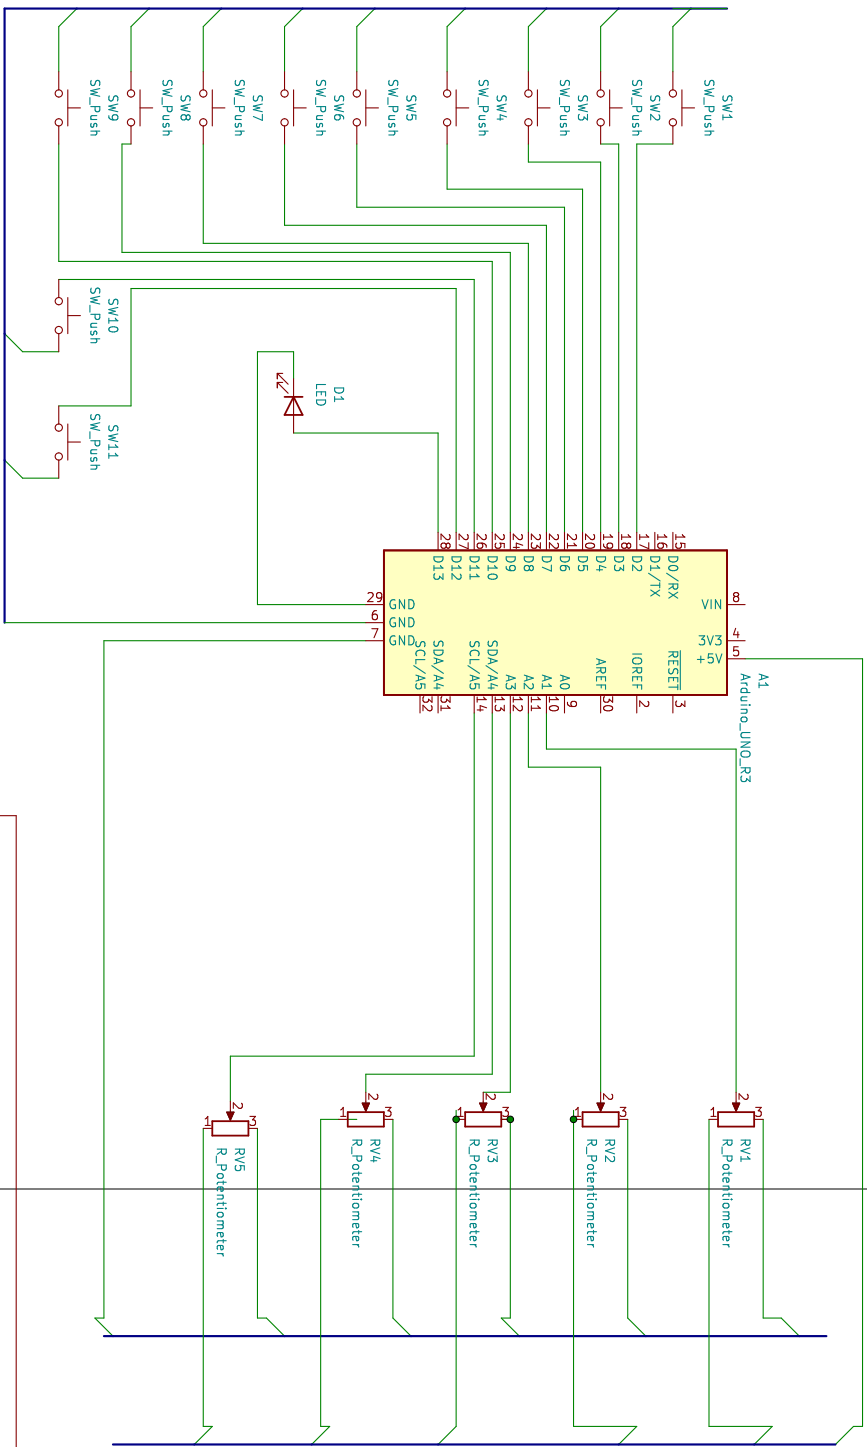 SW1
SW_Push
SW2
SW_Push
SW3
SW_Push
SW4
SW_Push
SW5
SW_Push
SW6
SW_Push
SW7
SW_Push
SW8
SW_Push
SW9
SW_Push
SW10
SW_Push
SW11
SW_Push
D1
LED
28
27
26
25
24
23
22
21
20
19
18
17
16
15
D13
D12
D11
D10
D9
D8
D7
D6
D5
D4
D3
D2
D1/TX
D0/RX
29
GND
6
GND
7
GND
VIN
8
3V3
4
+5V
5
SCL/A5
SDA/A4
SCL/A5
SDA/A4
A3
A2
A1
A0
AREF
IOREF
RESET
32
31
14
13
12
11
10
9
30
2
3
A1
Arduino_UNO_R3
1
2
3
RV5
R_Potentiometer
1
2
3
RV4
R_Potentiometer
1
2
3
RV3
R_Potentiometer
1
2
3
RV2
R_Potentiometer
1
2
3
RV1
R_Potentiometer